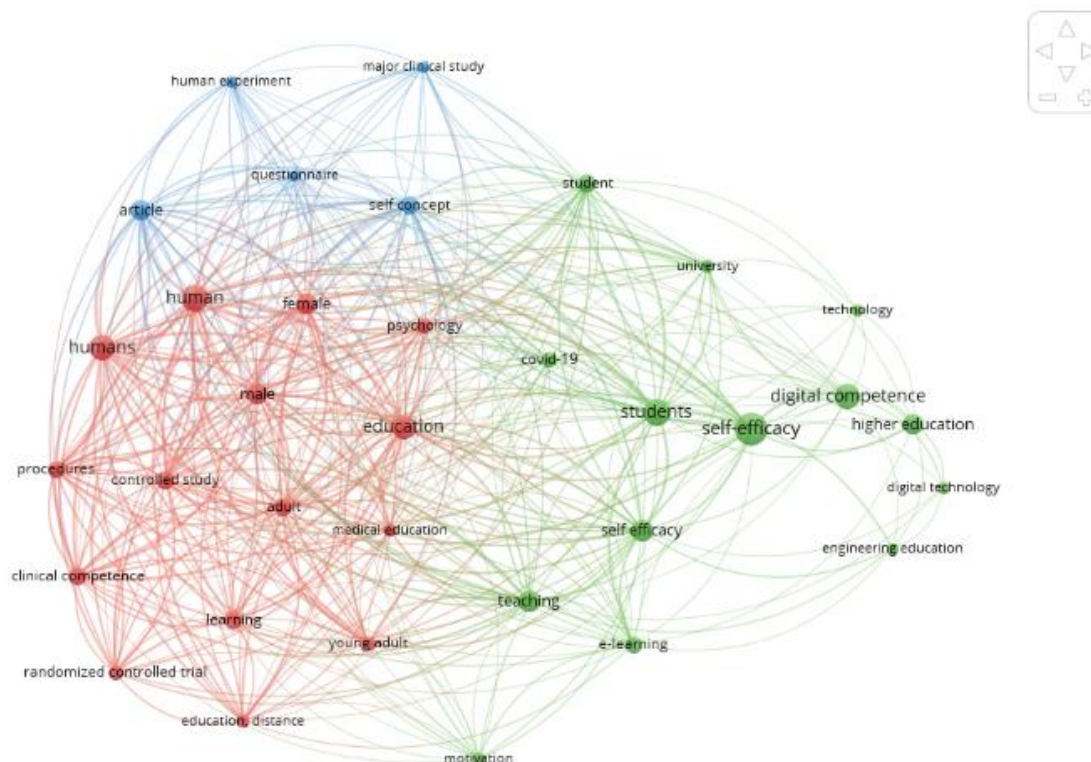 major clinical study
human experiment
questionnaire
student
self concept
article
university
human
female
technology
psychology
humans
covid-19
male
digital competence
students
education
self-efficacy
higher education
procedures
controlled study
digital technology
adult
medical education
self efficacy
engineering education
clinical competence
teaching
learning
young adult
e-learning
randomized controlled trial
education, distance
motivation